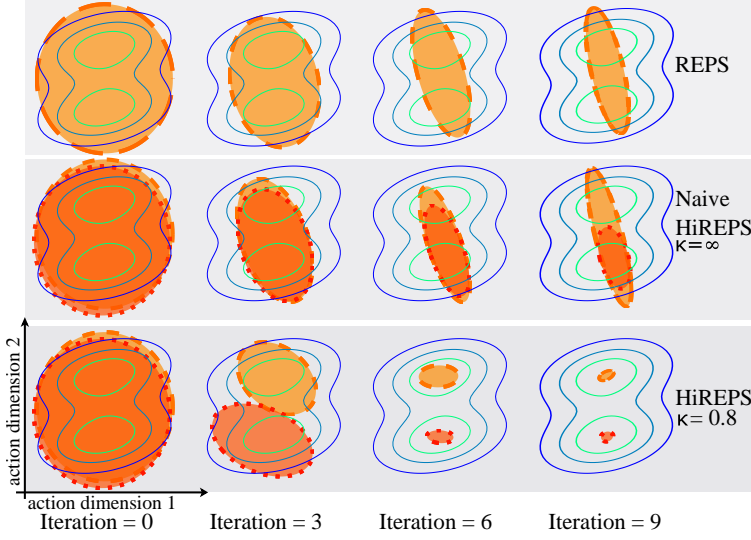 REPS
Naive
HiREPS
κ=∞
HiREPS
κ= 0.8
action dimension 2
action dimension 1
Iteration = 0
Iteration = 3
Iteration = 6
Iteration = 9